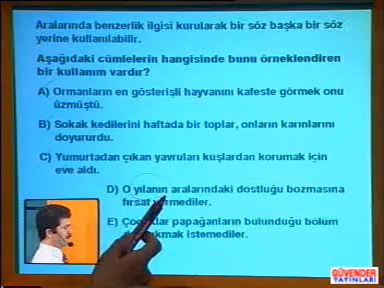 Aralarında benzerlik ilgisi kurularak bir söz başka bir söz
yerine kullanılabilir.
Aşağıdaki cümlelerin hangisinde bunu örneklendiren
bir kullanım vardır?
A) Ormanların en gösterişli hayvanını kafeste görmek onu
üzmüştü.
B) Sokak kedilerini haftada bir toplar, onların karınlarını
doyururdu.
C) Yumurtadan çıkan yavruları kuşlardan korumak için
eve aldı.
D) O yılanın aralarındaki dostluğu bozmasına
fırsat vermediler.
E) Çocuklar papağanların bulunduğu bölüm
istemediler.
GÜVENDER
YAYINLARI